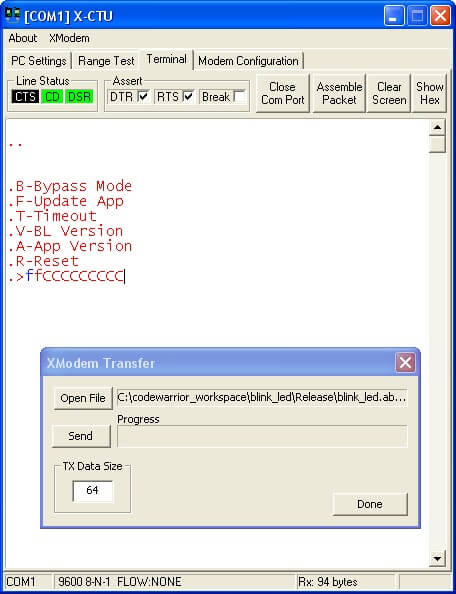 [COM1] X-CTU
About XModem
PC Settings Range Test Terminal Modem Configuration
Line Status Assert
CTS CD DSR DTR RTS Break
Close Com Port
Assemble Packet
Clear Screen
Show Hex
..
.B-Bypass Mode
.F-Update App
.T-Timeout
.V-BL Version
.A-App Version
.R-Reset
.>ffCCCCCCCCC
XModem Transfer
Open File C:\codewarrior_workspace\blink_led\Release\blink_led.ab...
Progress
Send
TX Data Size
64
Done
COM1 9600 8-N-1 FLOW:NONE Rx: 94 bytes